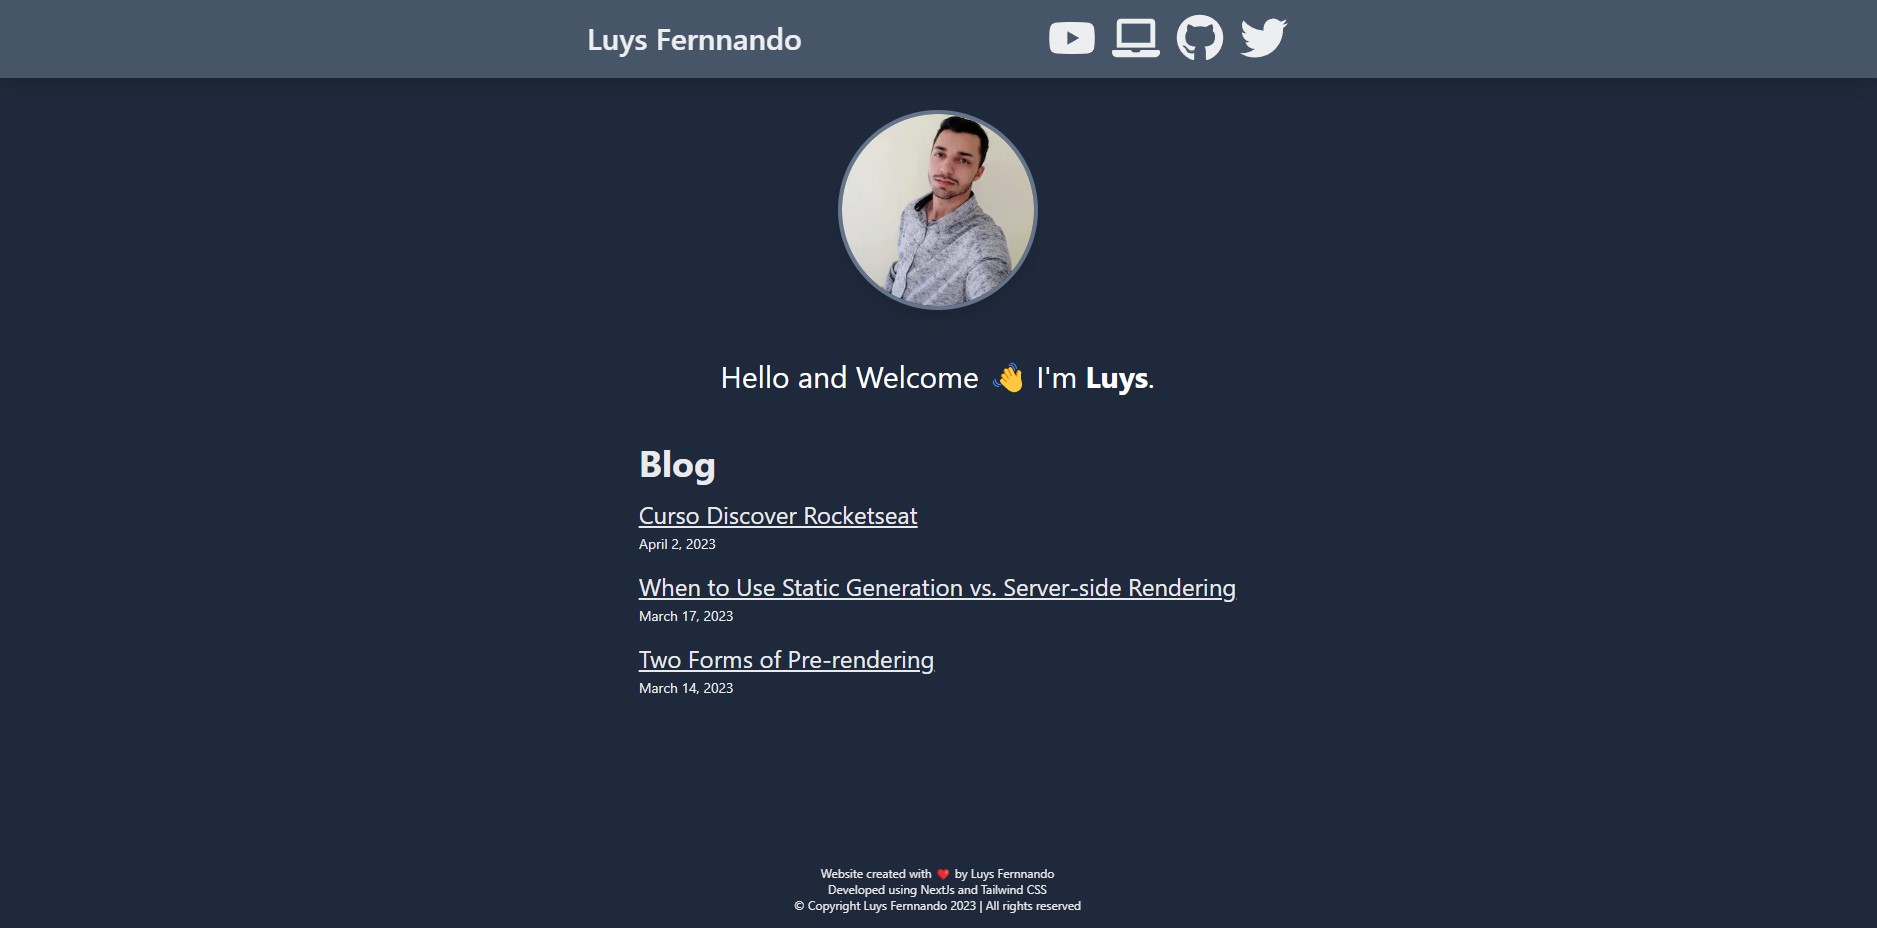 Luys Fernnando
Hello and Welcome 👋 I'm Luys.
Blog
Curso Discover Rocketseat
April 2, 2023
When to Use Static Generation vs. Server-side Rendering
March 17, 2023
Two Forms of Pre-rendering
March 14, 2023
Website created with ❤️ by Luys Fernnando
Developed using NextJs and Tailwind CSS
© Copyright Luys Fernnando 2023 | All rights reserved